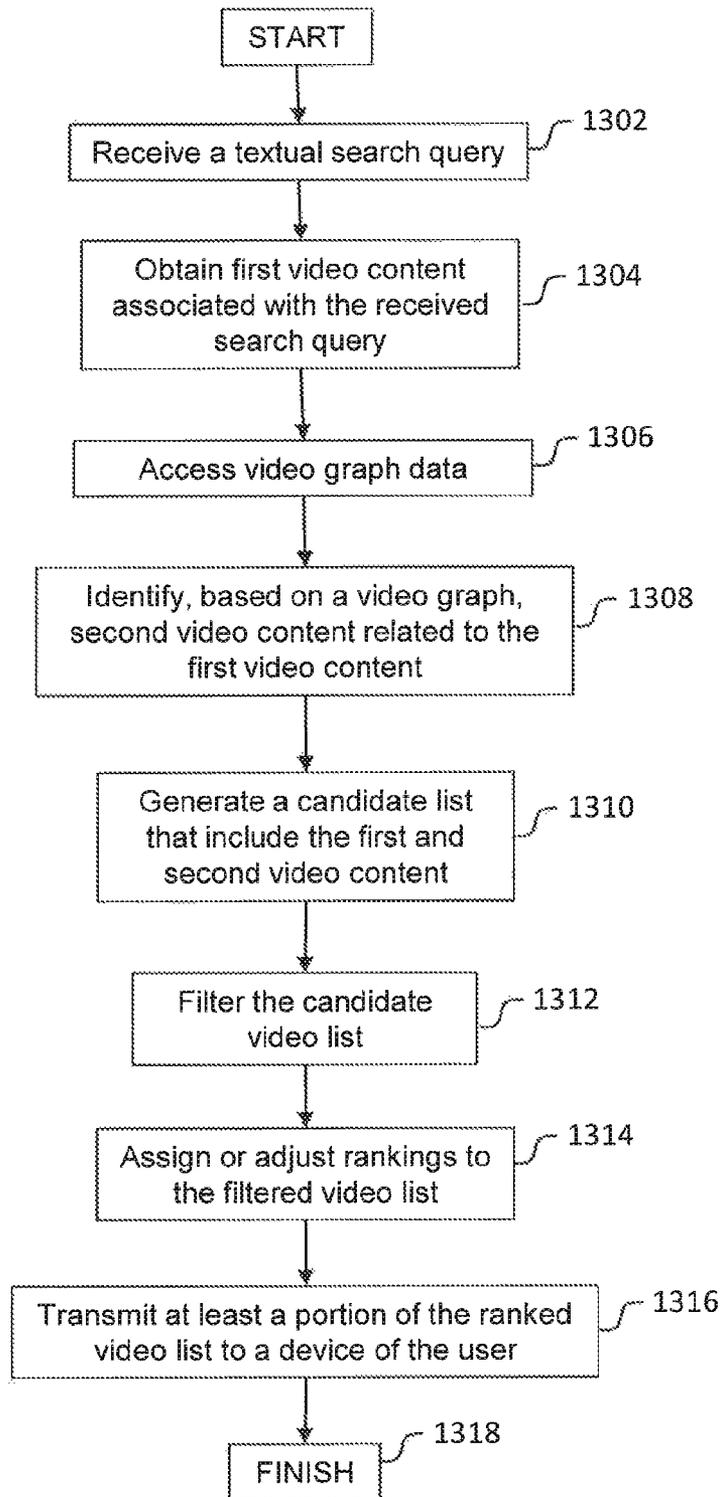 START
Receive a textual search query
1302
Obtain first video content
associated with the received
search query
1304
Access video graph data
1306
Identify, based on a video graph,
second video content related to the
first video content
1308
Generate a candidate list
that include the first and
second video content
1310
Filter the candidate
video list
1312
Assign or adjust rankings to
the filtered video list
1314
Transmit at least a portion of the ranked
video list to a device of the user
1316
FINISH
1318